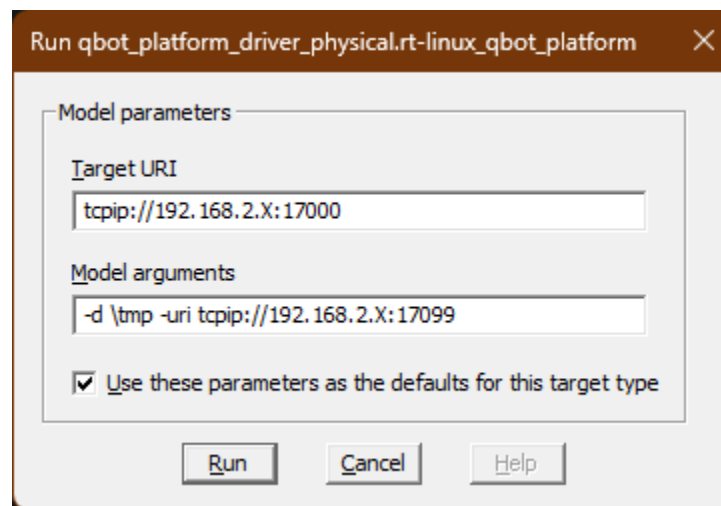 Run qbot_platform_driver_physical.rt-linux_qbot_platform
Model parameters
Target URI
tcpip://192.168.2.X:17000
Model arguments
-d \tmp -uri tcpip://192.168.2.X:17099
Use these parameters as the defaults for this target type
Run Cancel Help